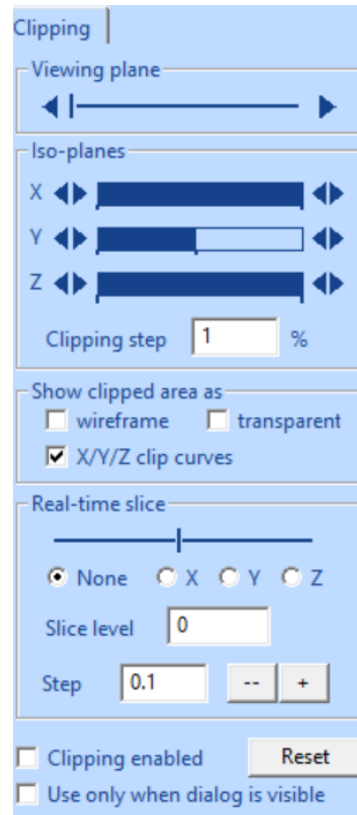 Clipping
Viewing plane
Iso-planes
X
Y
Z
Clipping step 1 %
Show clipped area as
wireframe transparent
X/Y/Z clip curves
Real-time slice
None X Y Z
Slice level 0
Step 0.1 -- +
Clipping enabled Reset
Use only when dialog is visible